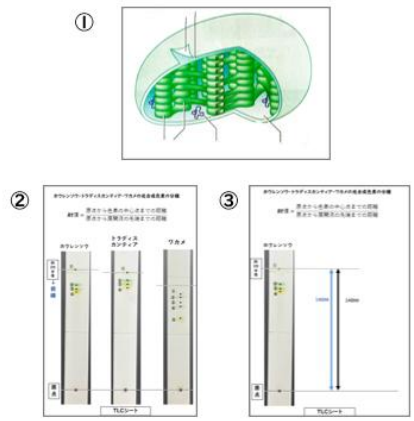 ①
②
ホウレンソウ・トラディスカンティア・ワカメの光合成色素の分離
Rf値 = 原点から色素の中心点までの距離
原点から展開液の先端までの距離
ホウレンソウ
トラディス
カンティア
ワカメ
原点
TLCシート
③
ホウレンソウ・トラディスカンティア・ワカメの光合成色素の分離
Rf値 = 原点から色素の中心点までの距離
原点から展開液の先端までの距離
ホウレンソウ
原点
TLCシート